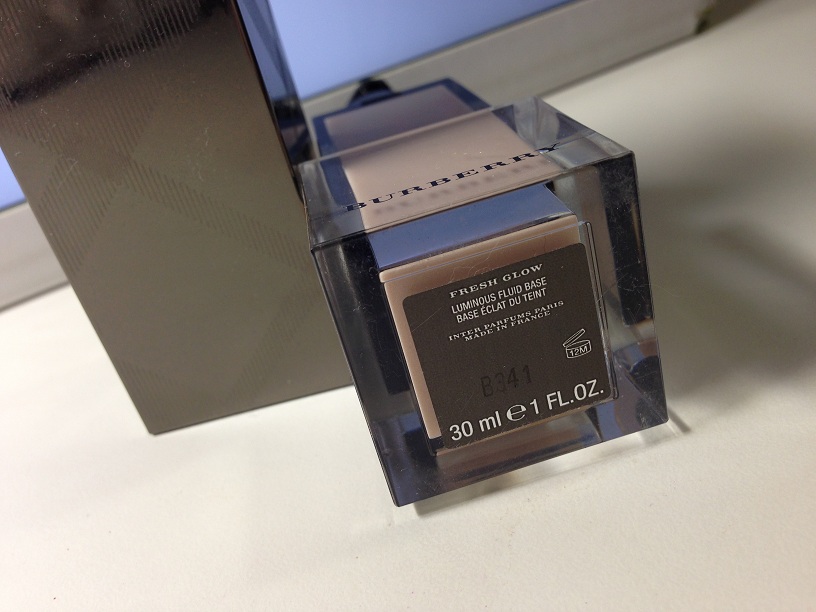 BURBERRY
FRESH GLOW
LUMINOUS FLUID BASE
BASE ÉCLAT DU TEINT
INTER PARFUMS PARIS
MADE IN FRANCE
12M
B341
30 ml ℮ 1 FL.OZ.